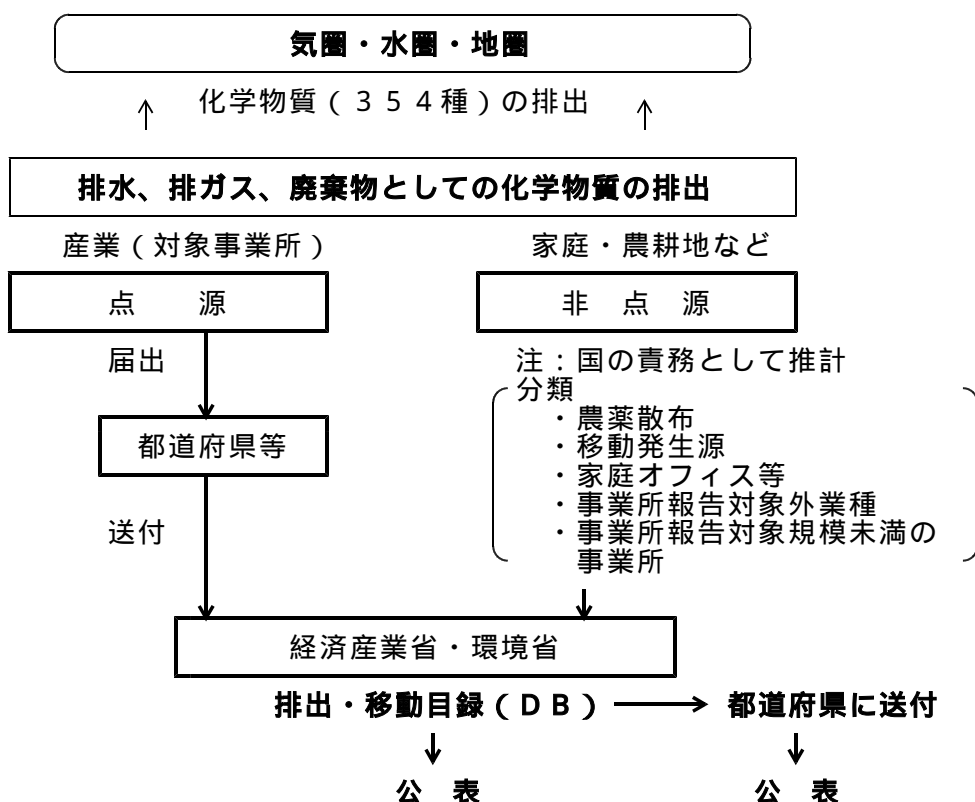 気圏・水圏・地圏
化学物質（３５４種）の排出
排水、排ガス、廃棄物としての化学物質の排出
産業（対象事業所）
家庭・農耕地など
点　　源
非　点　源
届出
注：国の責務として推計
分類
・農薬散布
・移動発生源
・家庭オフィス等
・事業所報告対象外業種
・事業所報告対象規模未満の
事業所
都道府県等
送付
経済産業省・環境省
排出・移動目録（ＤＢ）
都道府県に送付
公　表
公　表